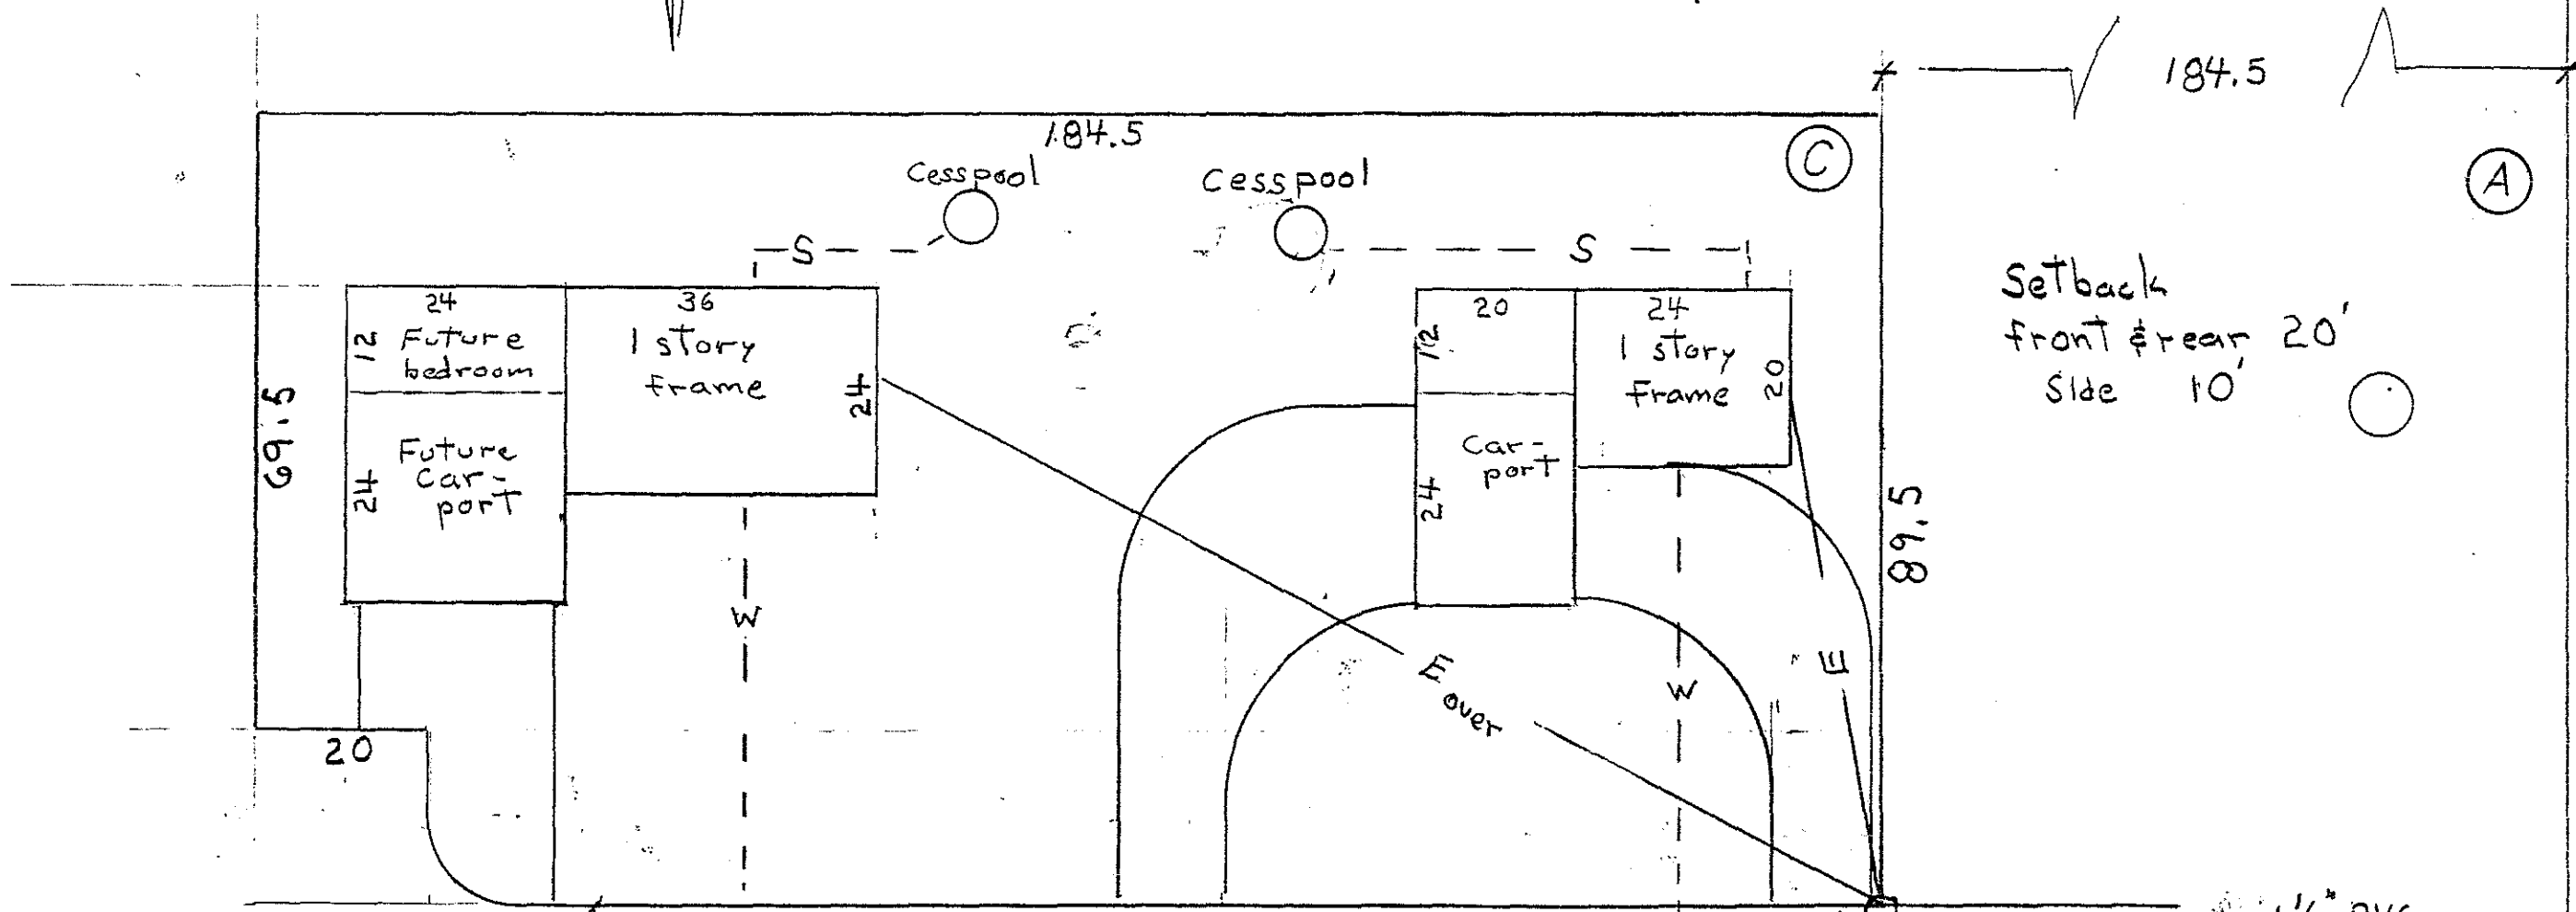 184.5
184.5
C
A
Cesspool
Cesspool
S
S
24
Future
bedroom
12
36
1 story
frame
24
20
12
24
1 story
frame
20
Setback
front & rear 20'
Side 10'
69.5
Future
Car-
port
24
Car-
port
24
89.5
W
E over
W
E
20